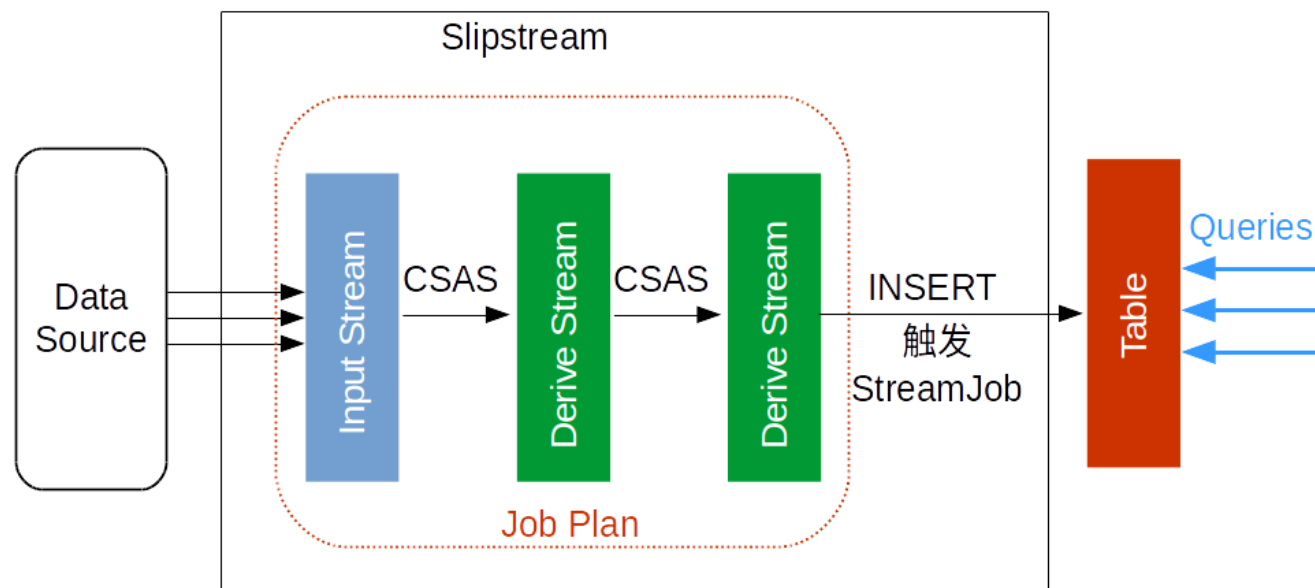 Slipstream
Data
Source
Input Stream
CSAS
Derive Stream
CSAS
Derive Stream
INSERT
触发
StreamJob
Table
Queries
Job Plan